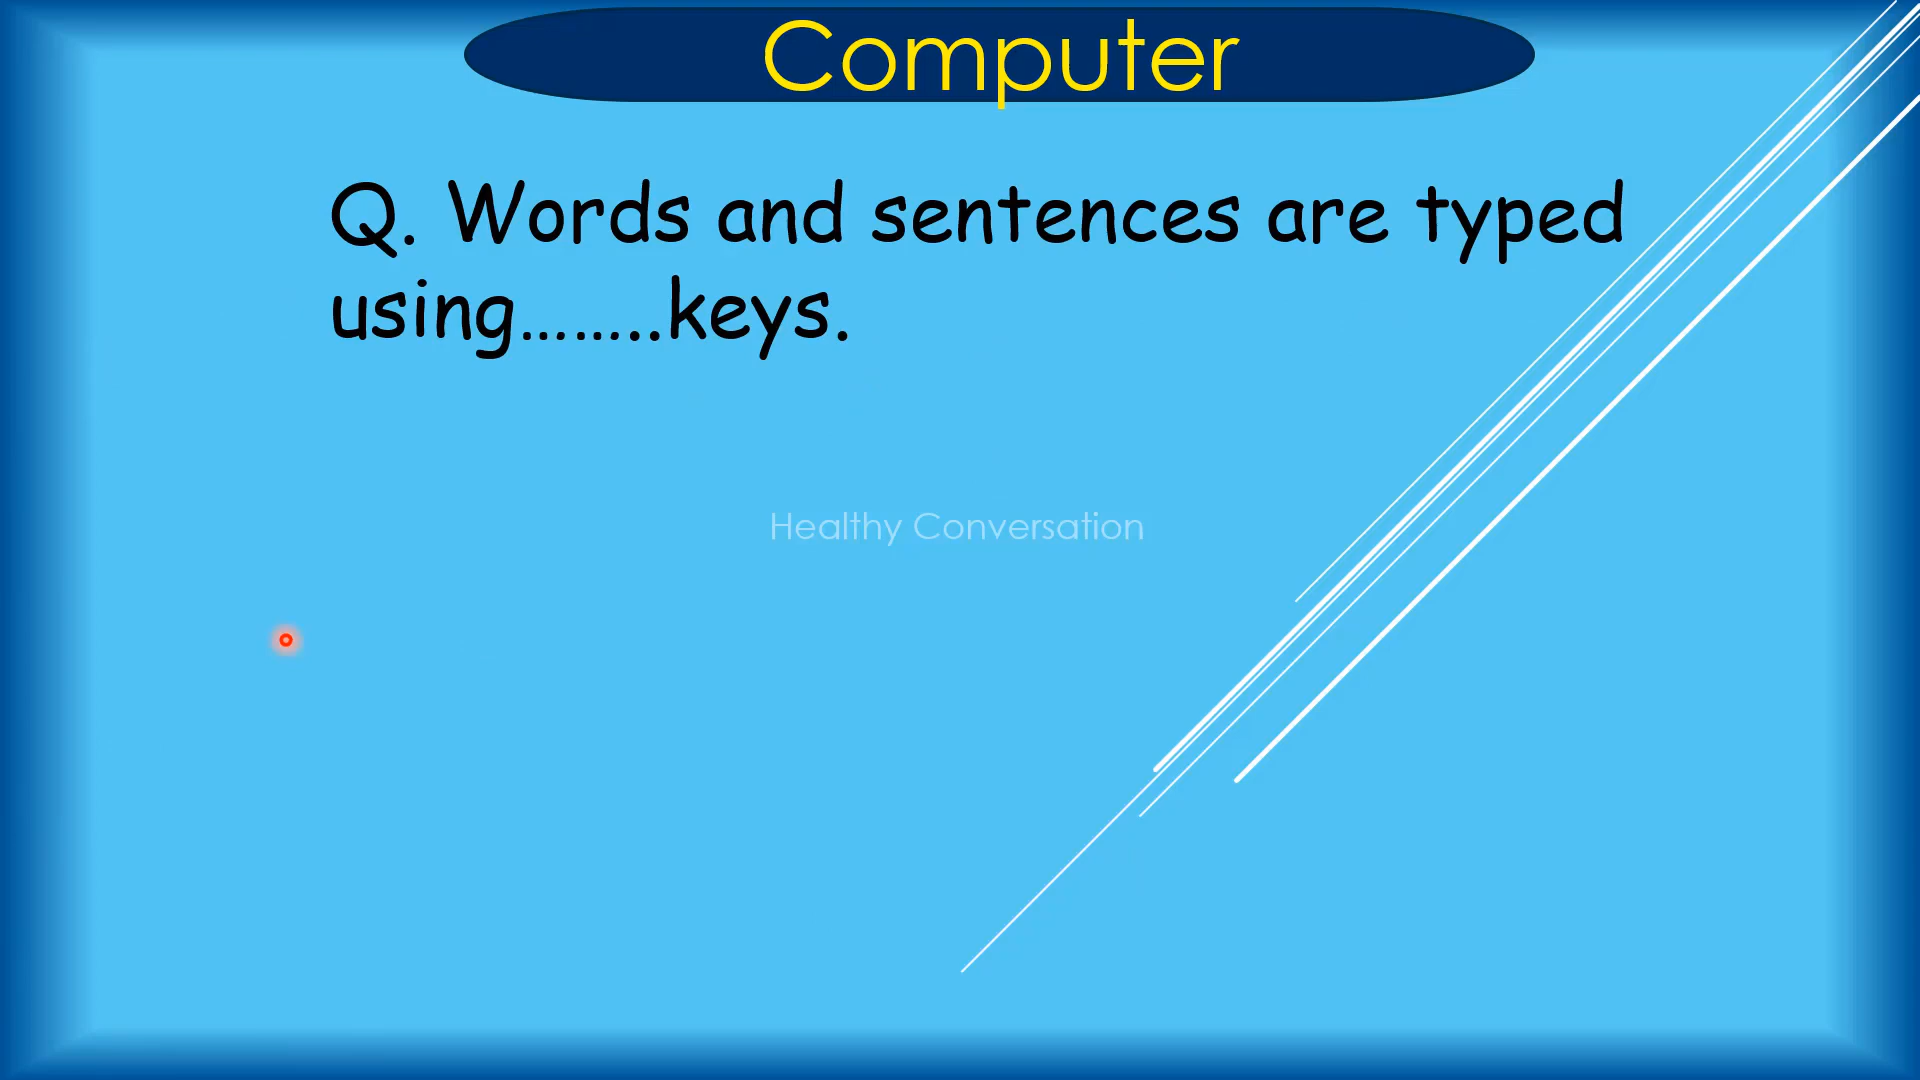 Computer
Q. Words and sentences are typed
using........keys.
Healthy Conversation